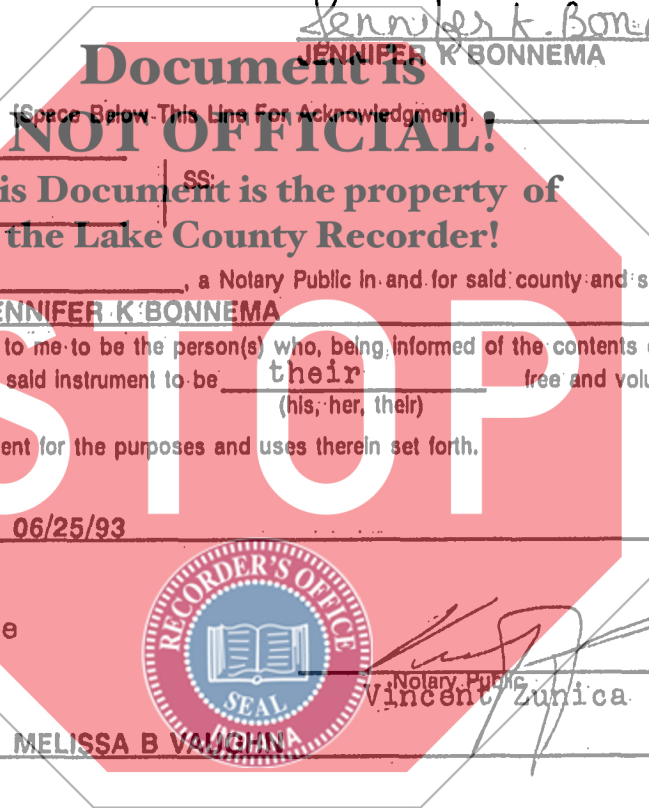 Jennifer K. Bon
JENNIFER K BONNEMA
Document is
[Space Below This Line For Acknowledgment]
NOT OFFICIAL!
SS:
is Document is the property of
the Lake County Recorder!
, a Notary Public in and for said county and s
ENNIFER K BONNEMA
STOP
to me to be the person(s) who, being informed of the contents
said instrument to be their free and volu
(his, her, their)
ent for the purposes and uses therein set forth.
06/25/93
RECORDER'S OFFICE
SEAL
e
Notary Public
Vincent Zunica
MELISSA B VAUGHN